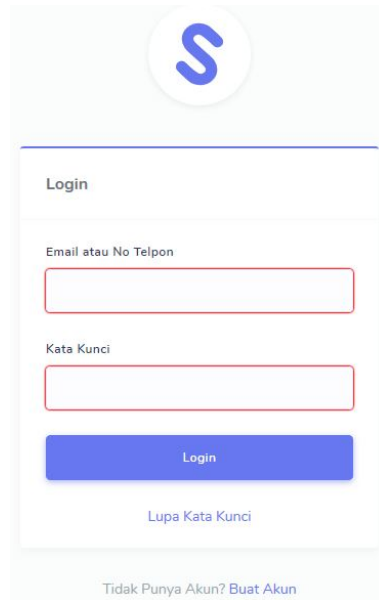 Login
Email atau No Telpon
Kata Kunci
Login
Lupa Kata Kunci
Tidak Punya Akun? Buat Akun